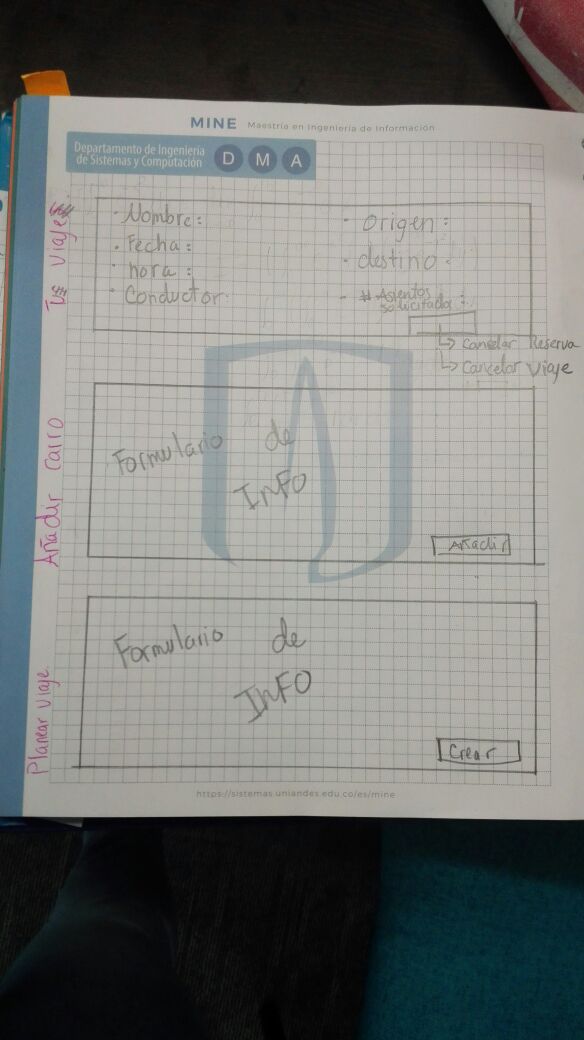 MINE Maestría en Ingeniería de Información
Departamento de Ingeniería
de Sistemas y Computación
D M A
Tus Viajes
· Nombre:
· Fecha:
· hora:
· Conductor:
· Origen:
· destino:
· # Asientos solicitados:
↳ Cancelar Reserva
↳ Cancelar Viaje
Añadir Carro
Formulario de
INFO
Añadir
Planear Viaje
Formulario de
INFO
Crear
https://sistemas.uniandes.edu.co/es/mine